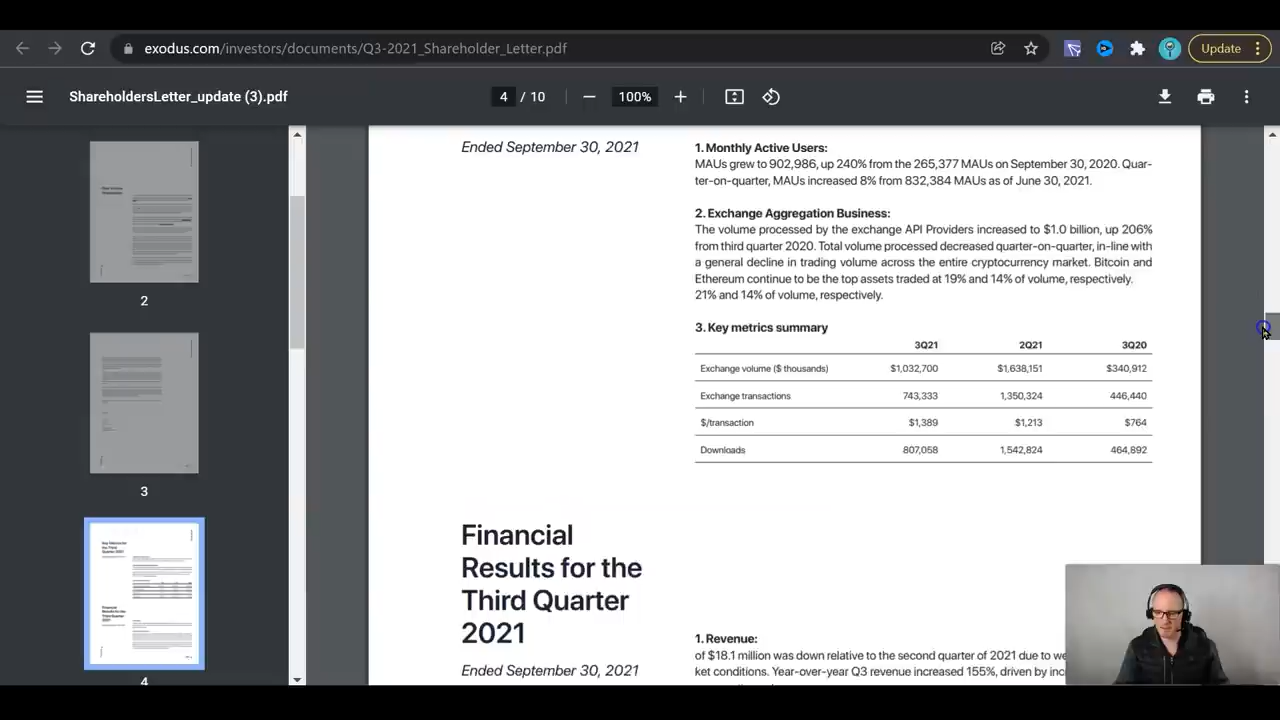 exodus.com/investors/documents/Q3-2021_Shareholder_Letter.pdf
Update
ShareholdersLetter_update (3).pdf
4 / 10
100%
2
3
4
Ended September 30, 2021
1. Monthly Active Users:
MAUs grew to 902,986, up 240% from the 265,377 MAUs on September 30, 2020. Quar-
ter-on-quarter, MAUs increased 8% from 832,384 MAUs as of June 30, 2021.
2. Exchange Aggregation Business:
The volume processed by the exchange API Providers increased to $1.0 billion, up 206%
from third quarter 2020. Total volume processed decreased quarter-on-quarter, in-line with
a general decline in trading volume across the entire cryptocurrency market. Bitcoin and
Ethereum continue to be the top assets traded at 19% and 14% of volume, respectively.
21% and 14% of volume, respectively.
3. Key metrics summary
3Q21 2Q21 3Q20
Exchange volume ($ thousands) $1,032,700 $1,638,151 $340,912
Exchange transactions 743,333 1,350,324 446,440
$/transaction $1,389 $1,213 $764
Downloads 807,058 1,542,824 464,892
Financial
Results for the
Third Quarter
2021
Ended September 30, 2021
1. Revenue:
of $18.1 million was down relative to the second quarter of 2021 due to
ket conditions. Year-over-year Q3 revenue increased 155%, driven by